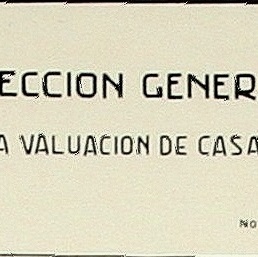 ECCION GENER
A VALUACION DE CASA
No